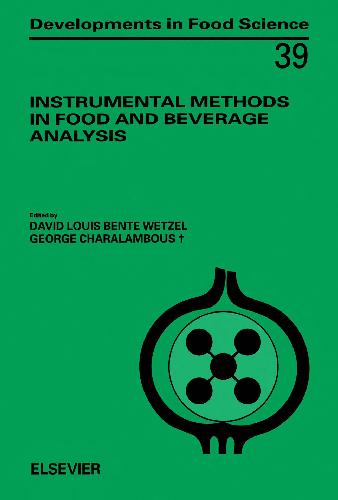 Developments in Food Science
39
INSTRUMENTAL METHODS
IN FOOD AND BEVERAGE
ANALYSIS
Edited by
DAVID LOUIS BENTE WETZEL
GEORGE CHARALAMBOUS †
ELSEVIER